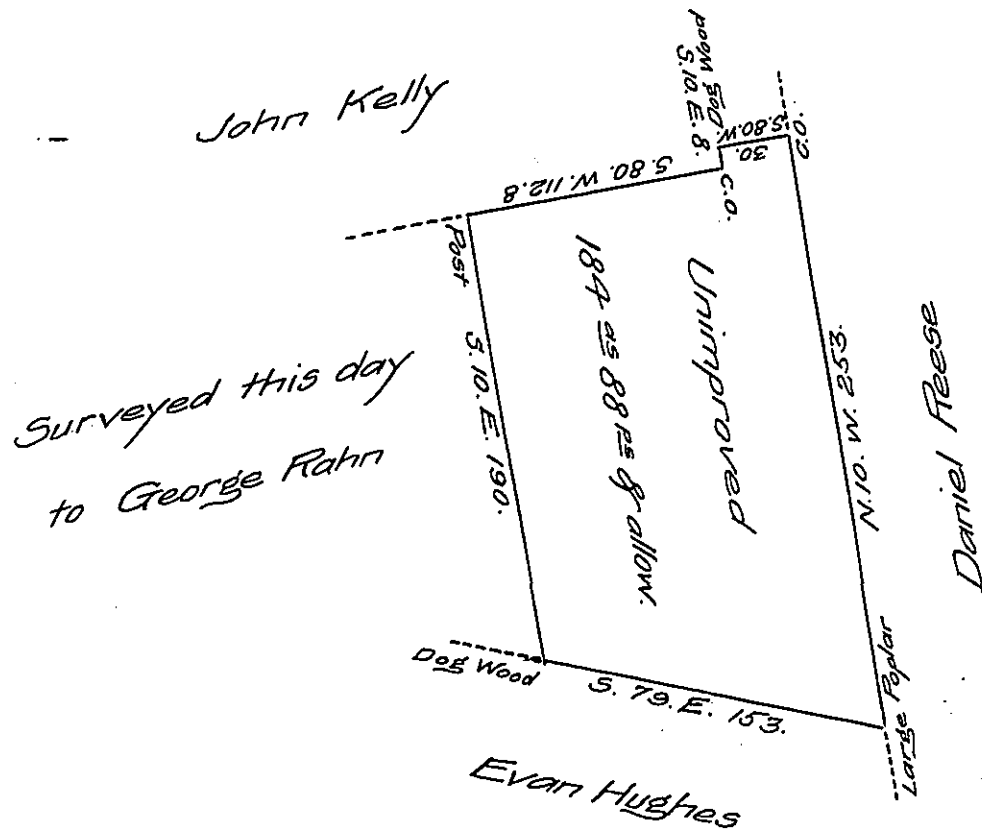 John Kelly
Dog Wood
S. 10. E. 8.
S. 80. W.
30.
C.O.
S. 80. W. 112.8
C.O.
Post
Surveyed this day
to George Rahn
S. 10. E. 190.
184 as 88 ps & allow.
Unimproved
N. 10. W. 253.
Daniel Reese
Dog Wood
S. 79. E. 153.
Large Poplar
Evan Hughes